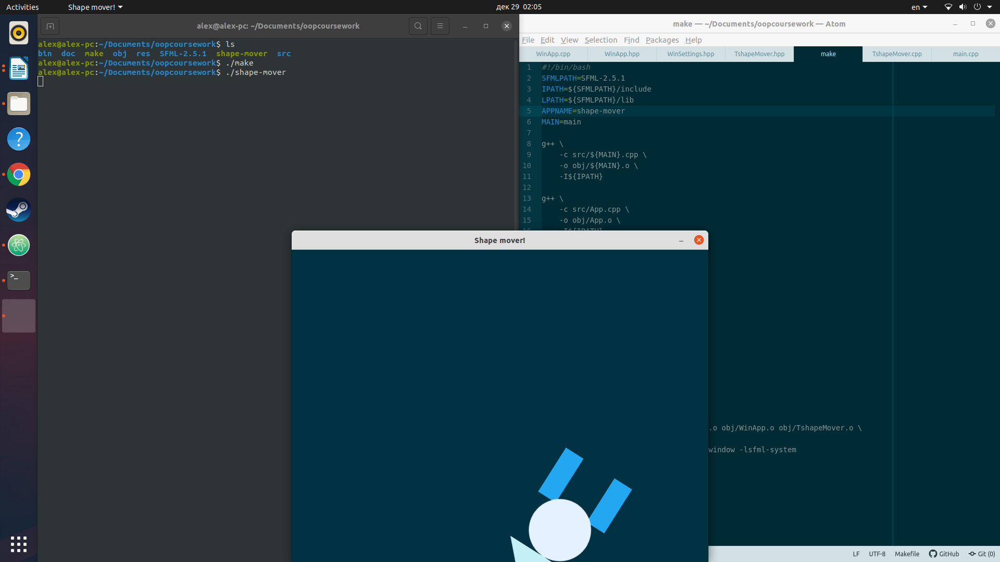 Activities
Shape mover!
дек 29 02:05
en
alex@alex-pc: ~/Documents/oopcoursework
alex@alex-pc:~/Documents/oopcoursework$ ls
bin doc make obj res SFML-2.5.1 shape-mover src
alex@alex-pc:~/Documents/oopcoursework$ ./make
alex@alex-pc:~/Documents/oopcoursework$ ./shape-mover
make — ~/Documents/oopcoursework — Atom
File Edit View Selection Find Packages Help
WinApp.cpp WinApp.hpp WinSettings.hpp TshapeMover.hpp make TshapeMover.cpp main.cpp
1 #!/bin/bash
2 SFMLPATH=SFML-2.5.1
3 IPATH=${SFMLPATH}/include
4 LPATH=${SFMLPATH}/lib
5 APPNAME=shape-mover
6 MAIN=main
7
8 g++ \
9 -c src/${MAIN}.cpp \
10 -o obj/${MAIN}.o \
11 -I${IPATH}
12
13 g++ \
14 -c src/App.cpp \
15 -o obj/App.o \
16 -I${IPATH}
Shape mover!
.o obj/WinApp.o obj/TshapeMover.o \
window -lsfml-system
LF UTF-8 Makefile GitHub Git (0)